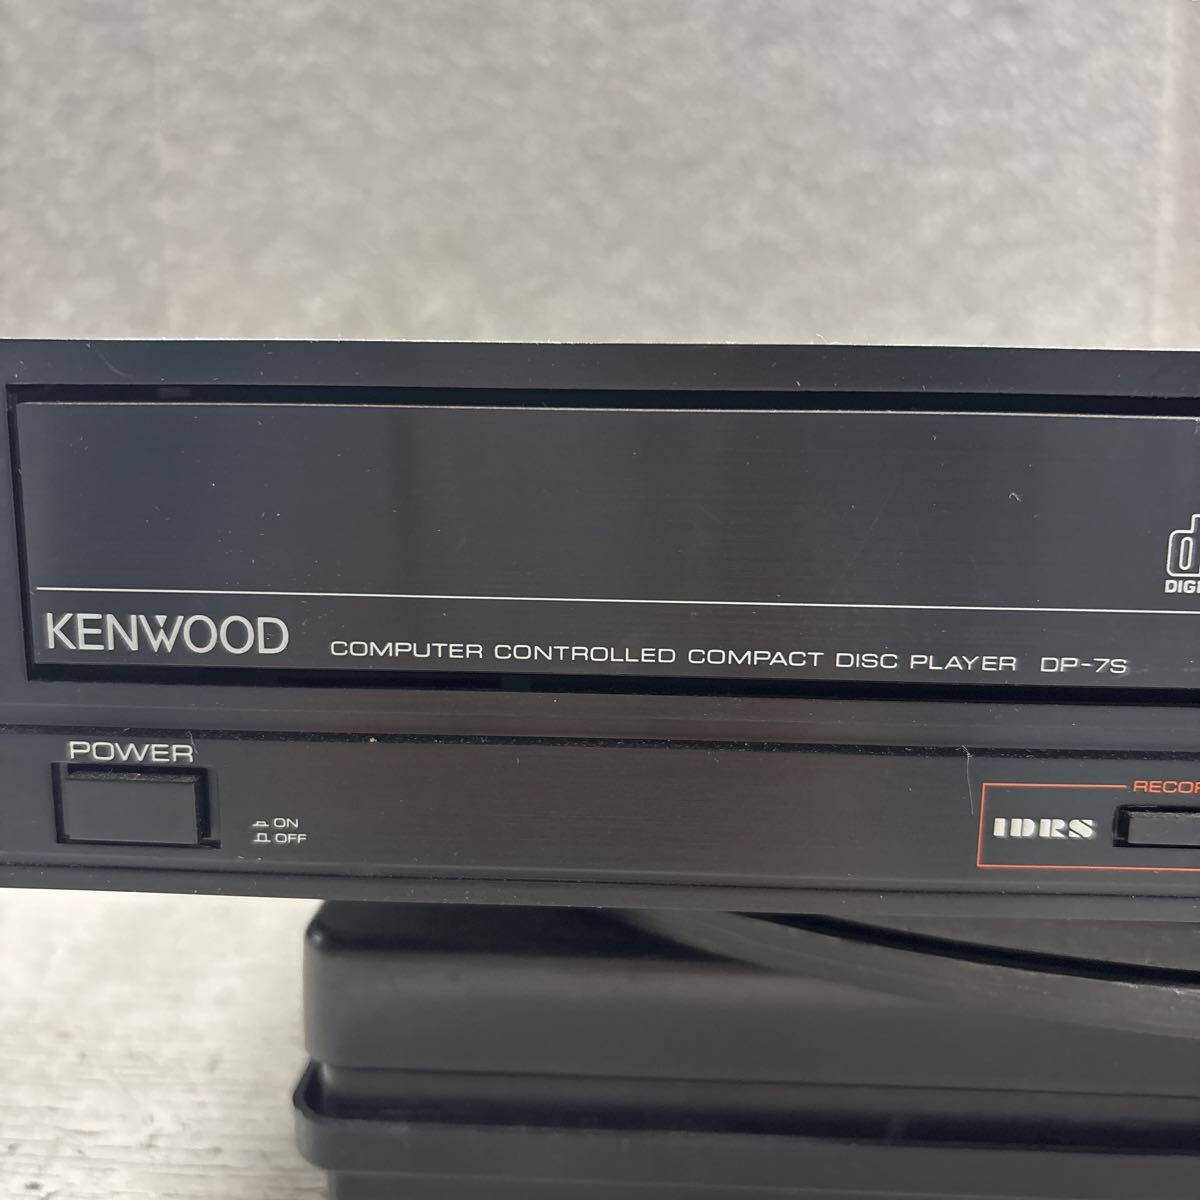 KENWOOD COMPUTER CONTROLLED COMPACT DISC PLAYER DP-7S
POWER
ON
OFF
IDRS